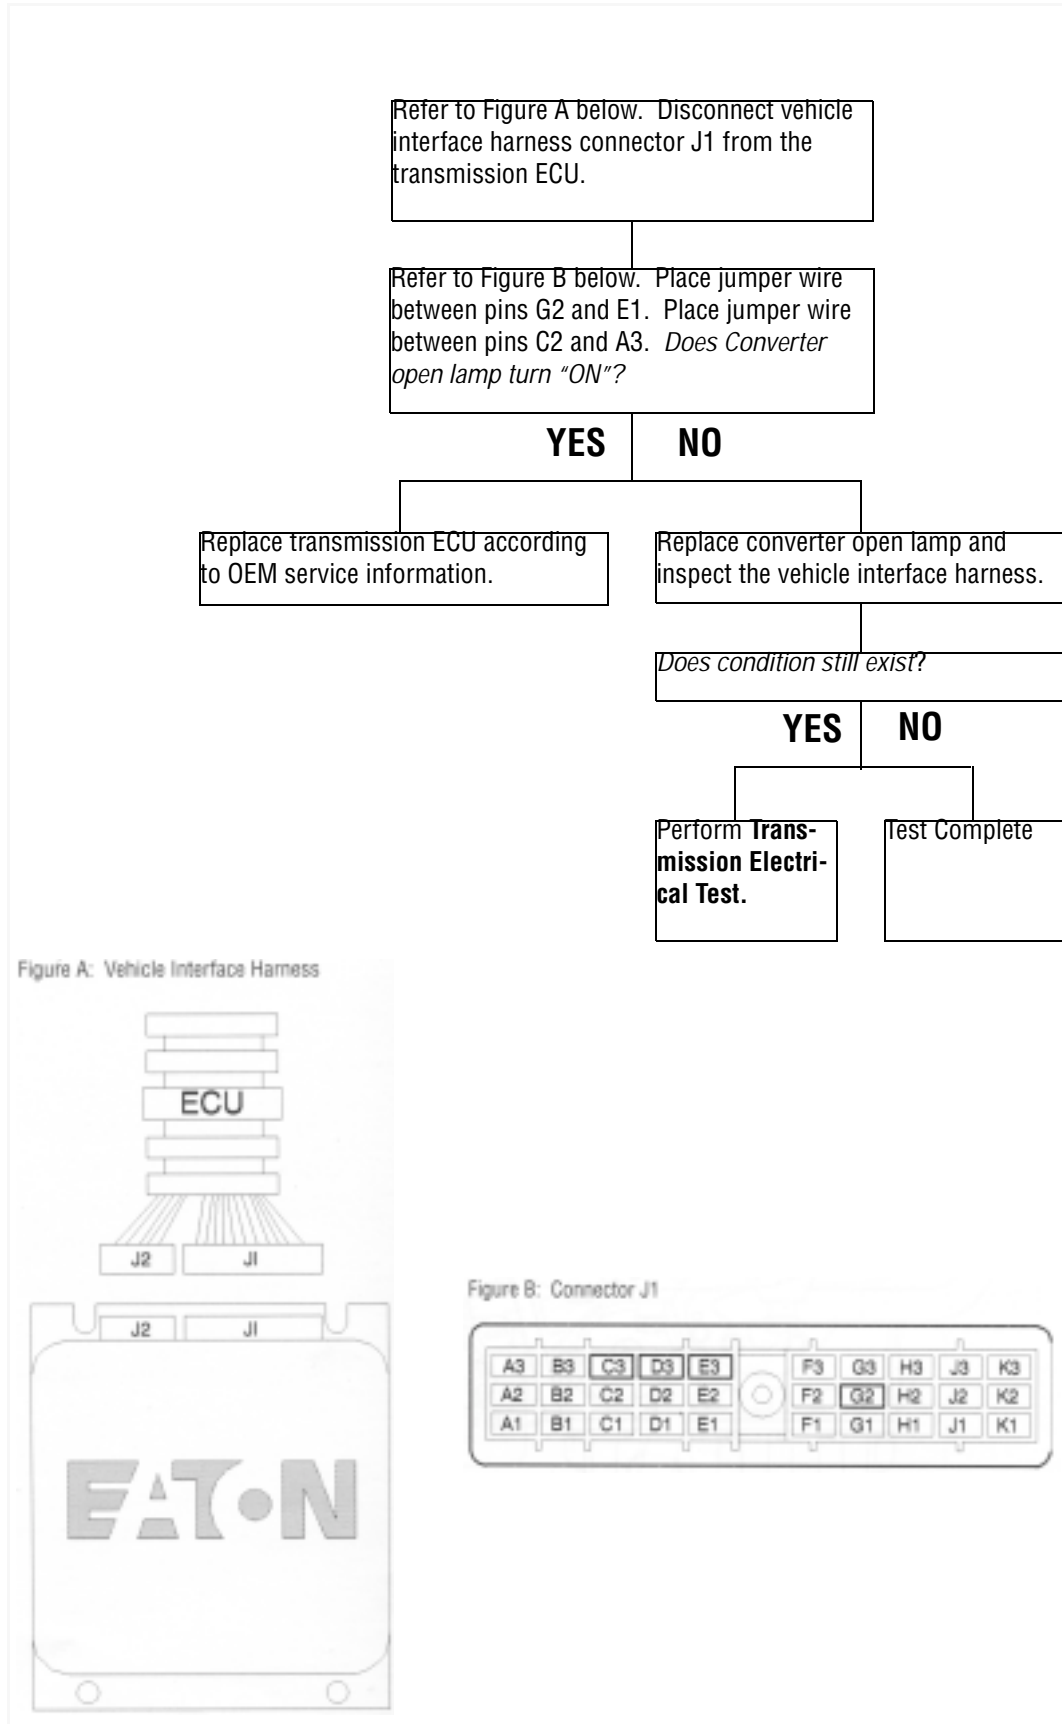 Refer to Figure A below.  Disconnect vehicle
interface harness connector J1 from the
transmission ECU.
Refer to Figure B below.  Place jumper wire
between pins G2 and E1.  Place jumper wire
between pins C2 and A3.  Does Converter
open lamp turn “ON”?
YES NO
Replace transmission ECU according
to OEM service information.
Replace converter open lamp and
inspect the vehicle interface harness.
Does condition still exist?
YES NO
Perform Trans-
mission Electri-
cal Test.
Test Complete
Figure A:  Vehicle Interface Harness
ECU
J2 JI
J2 JI
EATON
Figure B:  Connector J1
A3 B3 C3 D3 E3 F3 G3 H3 J3 K3
A2 B2 C2 D2 E2 F2 G2 H2 J2 K2
A1 B1 C1 D1 E1 F1 G1 H1 J1 K1